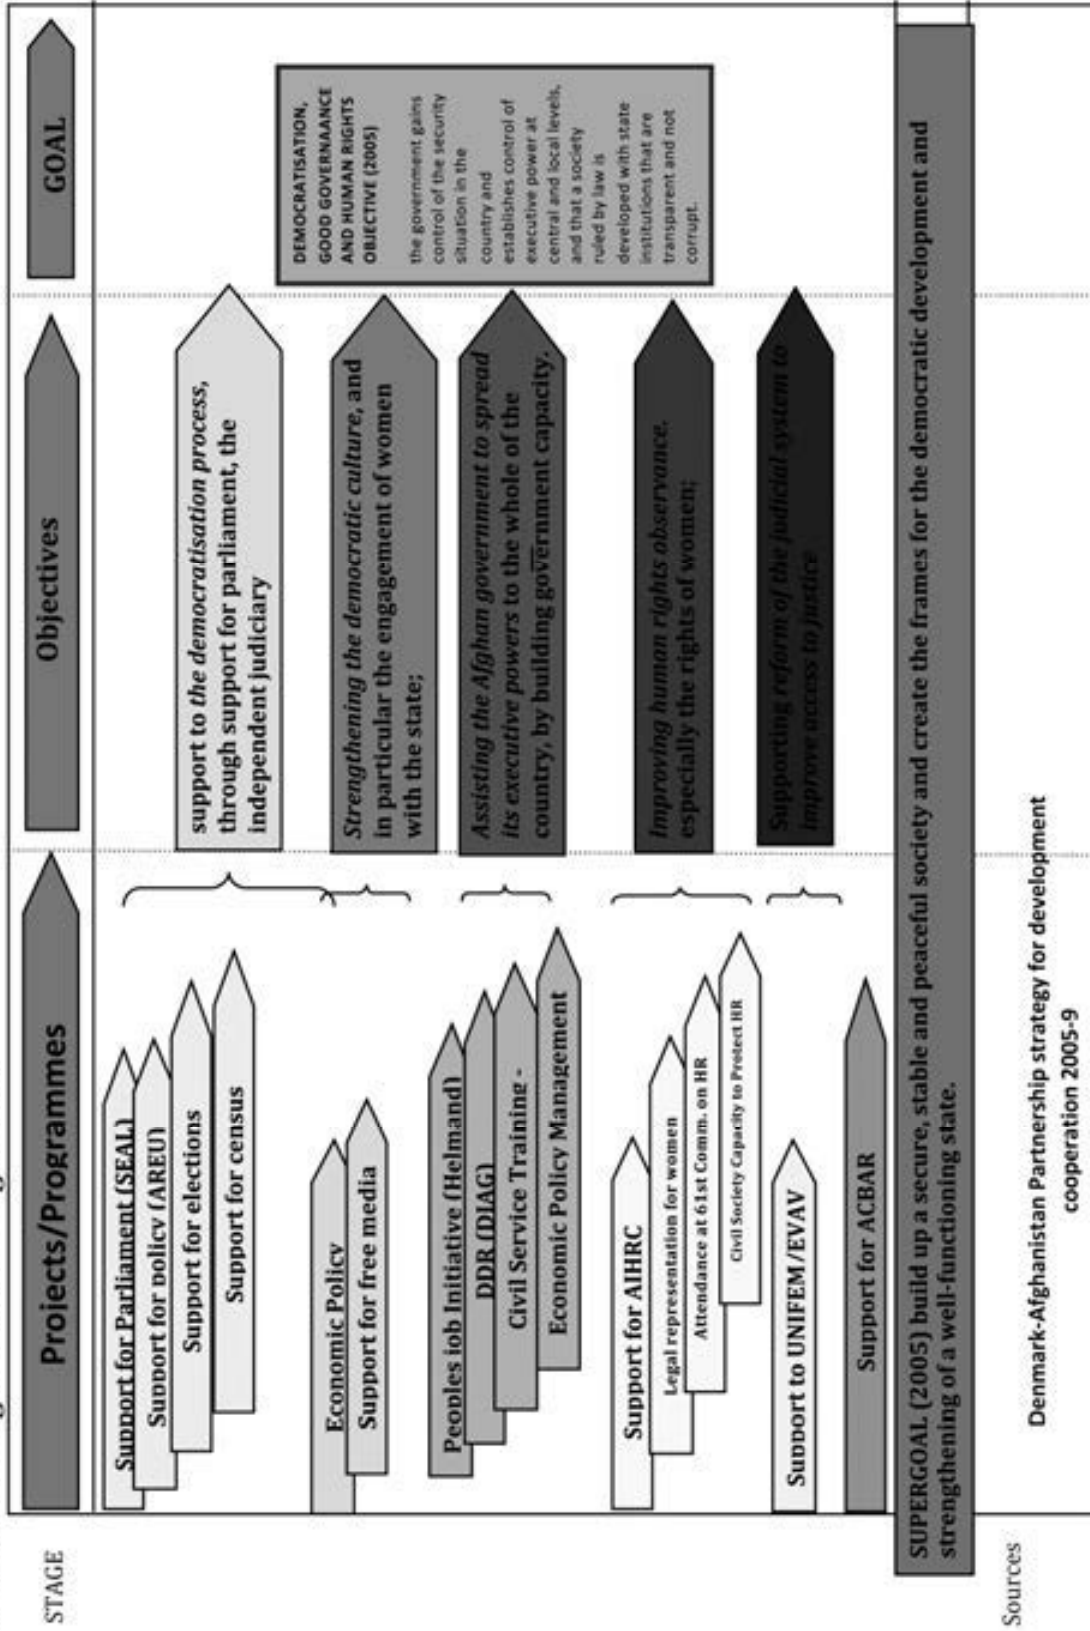 STAGE
Projects/Programmes
Objectives
GOAL
Support for Parliament (SEAL)
Support for policy (AREU)
Support for elections
Support for census
Economic Policy
Support for free media
Peoples job Initiative (Helmand)
DDR (DIAG)
Civil Service Training -
Economic Policy Management
Support for AIHRC
Legal representation for women
Attendance at 61st Comm. on HR
Civil Society Capacity to Protect HR
Support to UNIFEM/EVAV
Support for ACBAR
support to the democratisation process,
through support for parliament, the
independent judiciary
Strengthening the democratic culture, and
in particular the engagement of women
with the state;
Assisting the Afghan government to spread
its executive powers to the whole of the
country, by building government capacity.
Improving human rights observance,
especially the rights of women;
Supporting reform of the judicial system to
improve access to justice
DEMOCRATISATION,
GOOD GOVERNAANCE
AND HUMAN RIGHTS
OBJECTIVE (2005)
the government gains
control of the security
situation in the
country and
establishes control of
executive power at
central and local levels,
and that a society
ruled by law is
developed with state
institutions that are
transparent and not
corrupt.
SUPERGOAL (2005) build up a secure, stable and peaceful society and create the frames for the democratic development and
strengthening of a well-functioning state.
Sources
Denmark-Afghanistan Partnership strategy for development
cooperation 2005-9